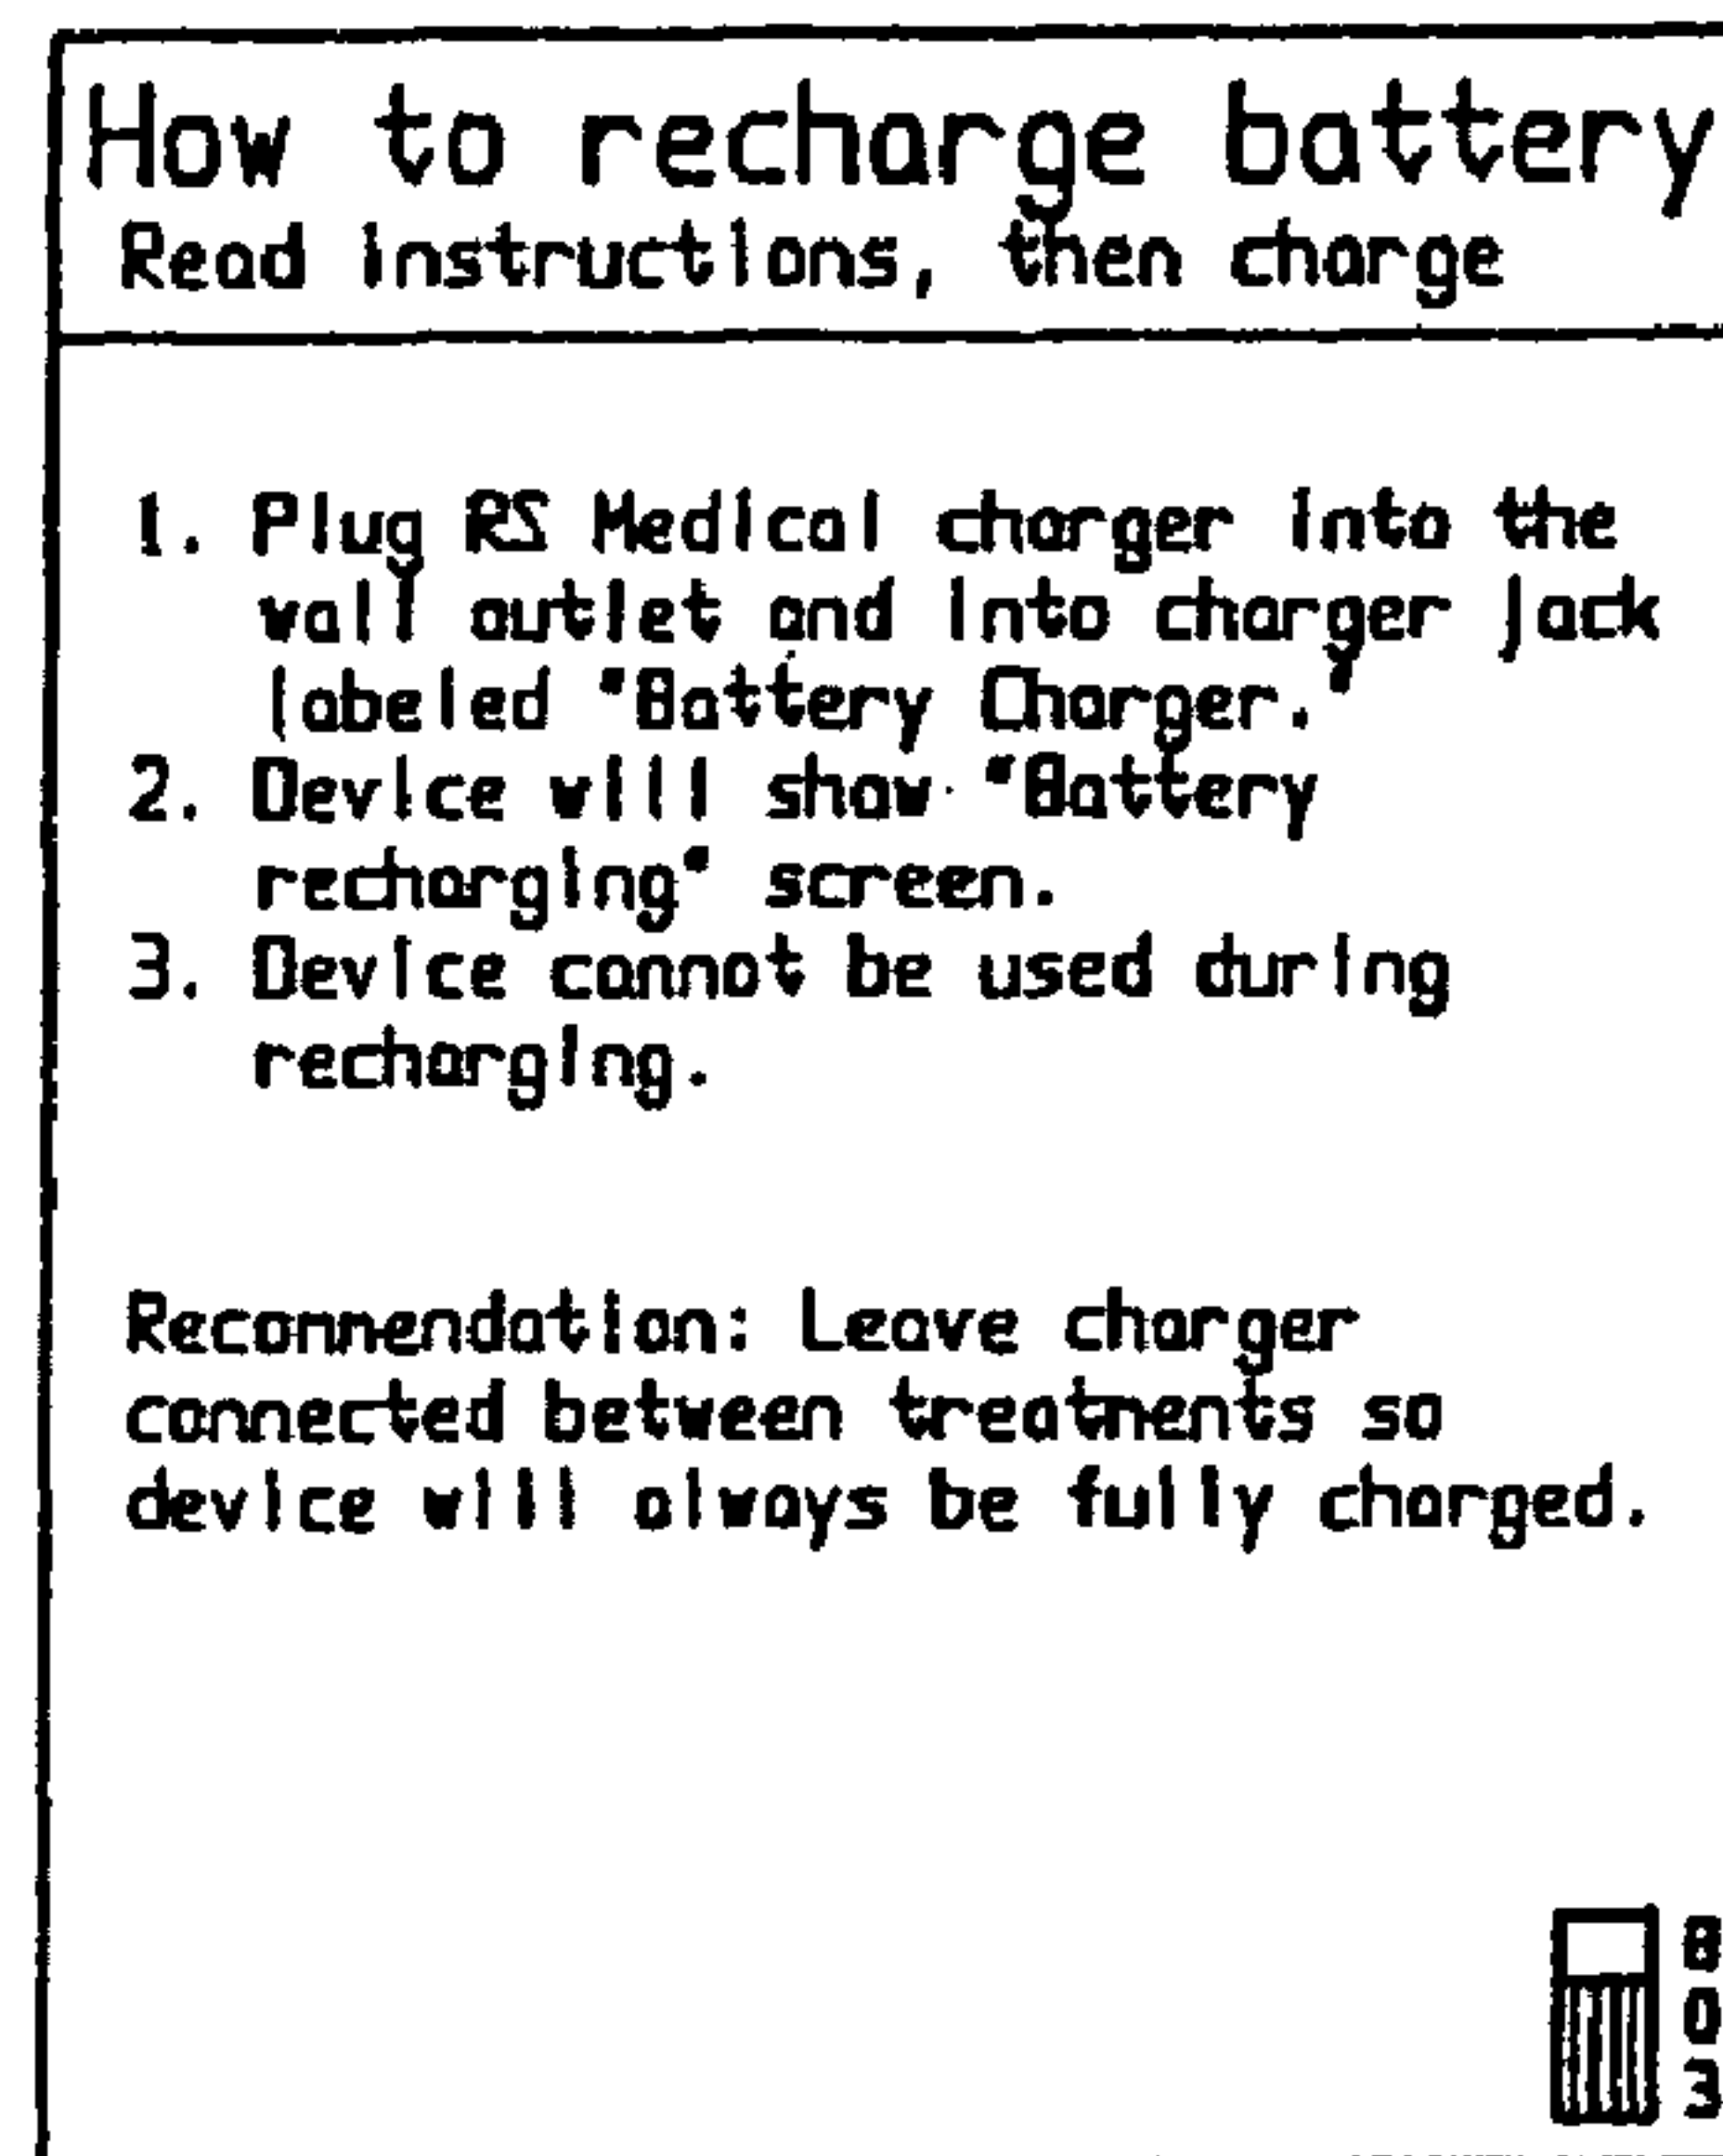 How to recharge battery
Read instructions, then charge
1. Plug RS Medical charger into the
wall outlet and into charger jack
labeled "Battery Charger."
2. Device will show "Battery
recharging" screen.
3. Device cannot be used during
recharging.
Recommendation: Leave charger
connected between treatments so
device will always be fully charged.
8
0
3